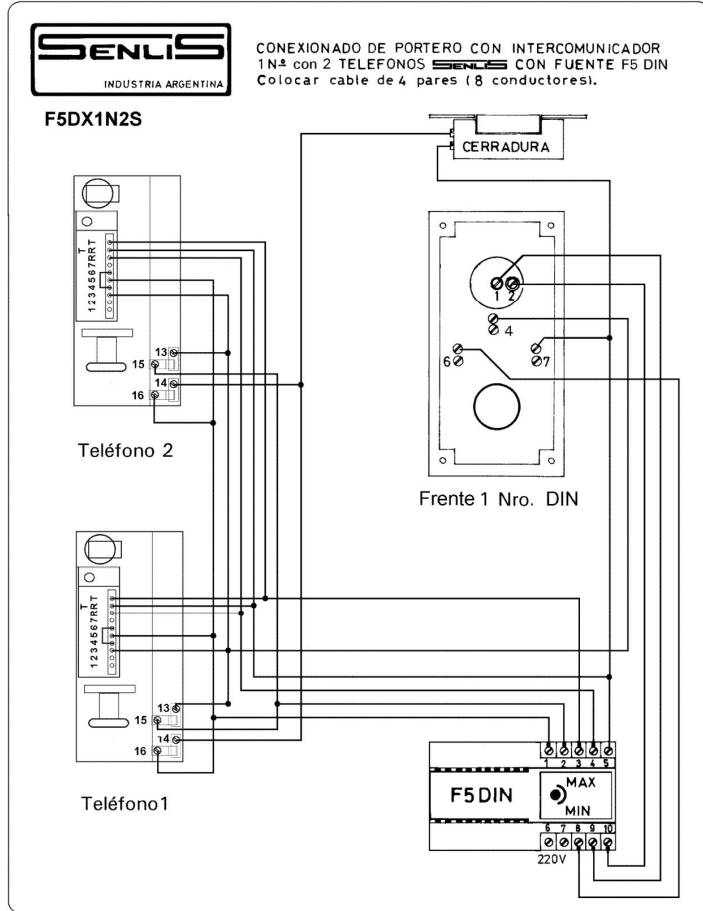 SENLIS
INDUSTRIA ARGENTINA
CONEXIONADO DE PORTERO CON INTERCOMUNICADOR
1Nº con 2 TELEFONOS SENLIS CON FUENTE F5 DIN
Colocar cable de 4 pares (8 conductores).
F5DX1N2S
CERRADURA
T
1234567RRT
13
15
14
16
Teléfono 2
1 2
4
6 7
Frente 1 Nro. DIN
T
1234567RRT
13
15
14
16
Teléfono1
1 2 3 4 5
F5 DIN
MAX
MIN
6 7 8 9 10
220V